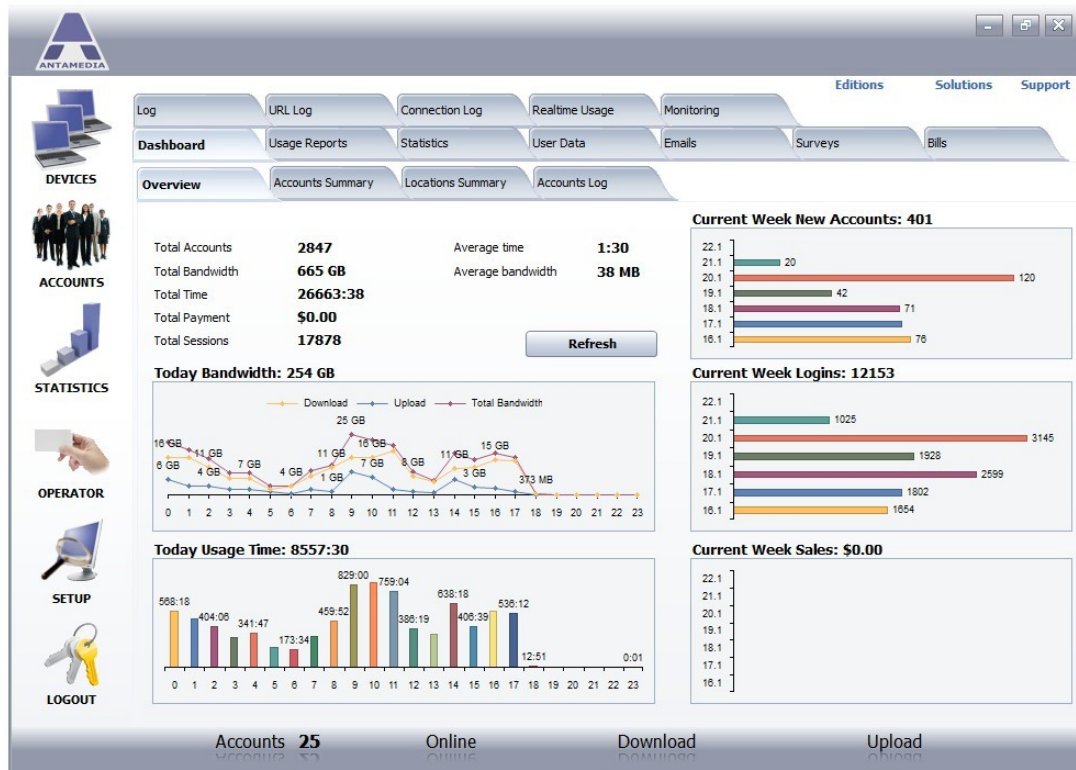 ANTAMEDIA
Editions Solutions Support
Log URL Log Connection Log Realtime Usage Monitoring
Dashboard Usage Reports Statistics User Data Emails Surveys Bills
Overview Accounts Summary Locations Summary Accounts Log
DEVICES
ACCOUNTS
STATISTICS
OPERATOR
SETUP
LOGOUT
Total Accounts 2847 Average time 1:30
Total Bandwidth 665 GB Average bandwidth 38 MB
Total Time 26663:38
Total Payment $0.00
Total Sessions 17878
Refresh
Current Week New Accounts: 401
22.1
21.1 20
20.1 120
19.1 42
18.1 71
17.1
16.1 76
Today Bandwidth: 254 GB
Download Upload Total Bandwidth
25 GB
16 GB 11 GB 7 GB 4 GB 11 GB 16 GB 8 GB 11 GB 15 GB
6 GB 4 GB 1 GB 7 GB 3 GB 373 MB
0 1 2 3 4 5 6 7 8 9 10 11 12 13 14 15 16 17 18 19 20 21 22 23
Current Week Logins: 12153
22.1
21.1 1025
20.1 3145
19.1 1928
18.1 2599
17.1 1802
16.1 1654
Today Usage Time: 8557:30
568:18 404:06 341:47 173:34 459:52 829:00 759:04 386:19 638:18 406:39 536:12 12:51 0:01
0 1 2 3 4 5 6 7 8 9 10 11 12 13 14 15 16 17 18 19 20 21 22 23
Current Week Sales: $0.00
22.1
21.1
20.1
19.1
18.1
17.1
16.1
Accounts 25 Online Download Upload